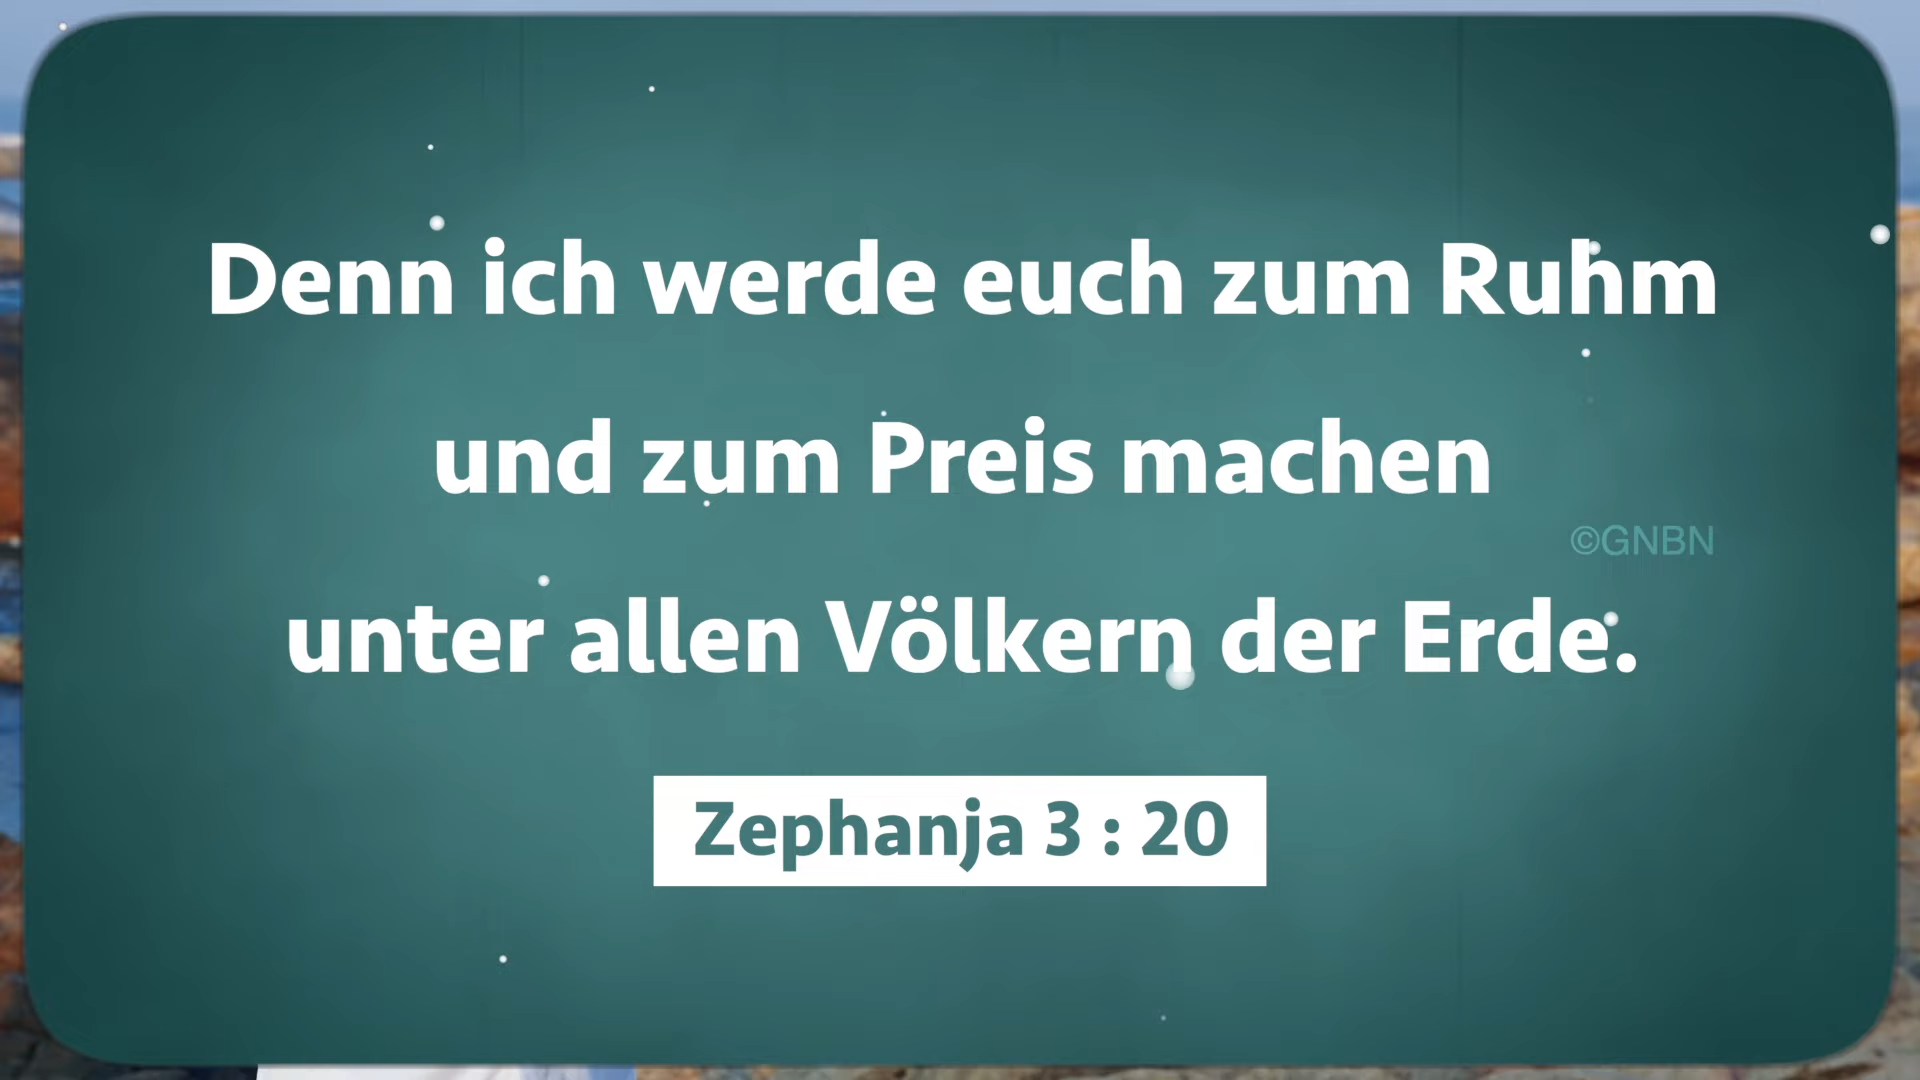 Denn ich werde euch zum Ruhm
und zum Preis machen
©GNBN
unter allen Völkern der Erde.
Zephanja 3 : 20